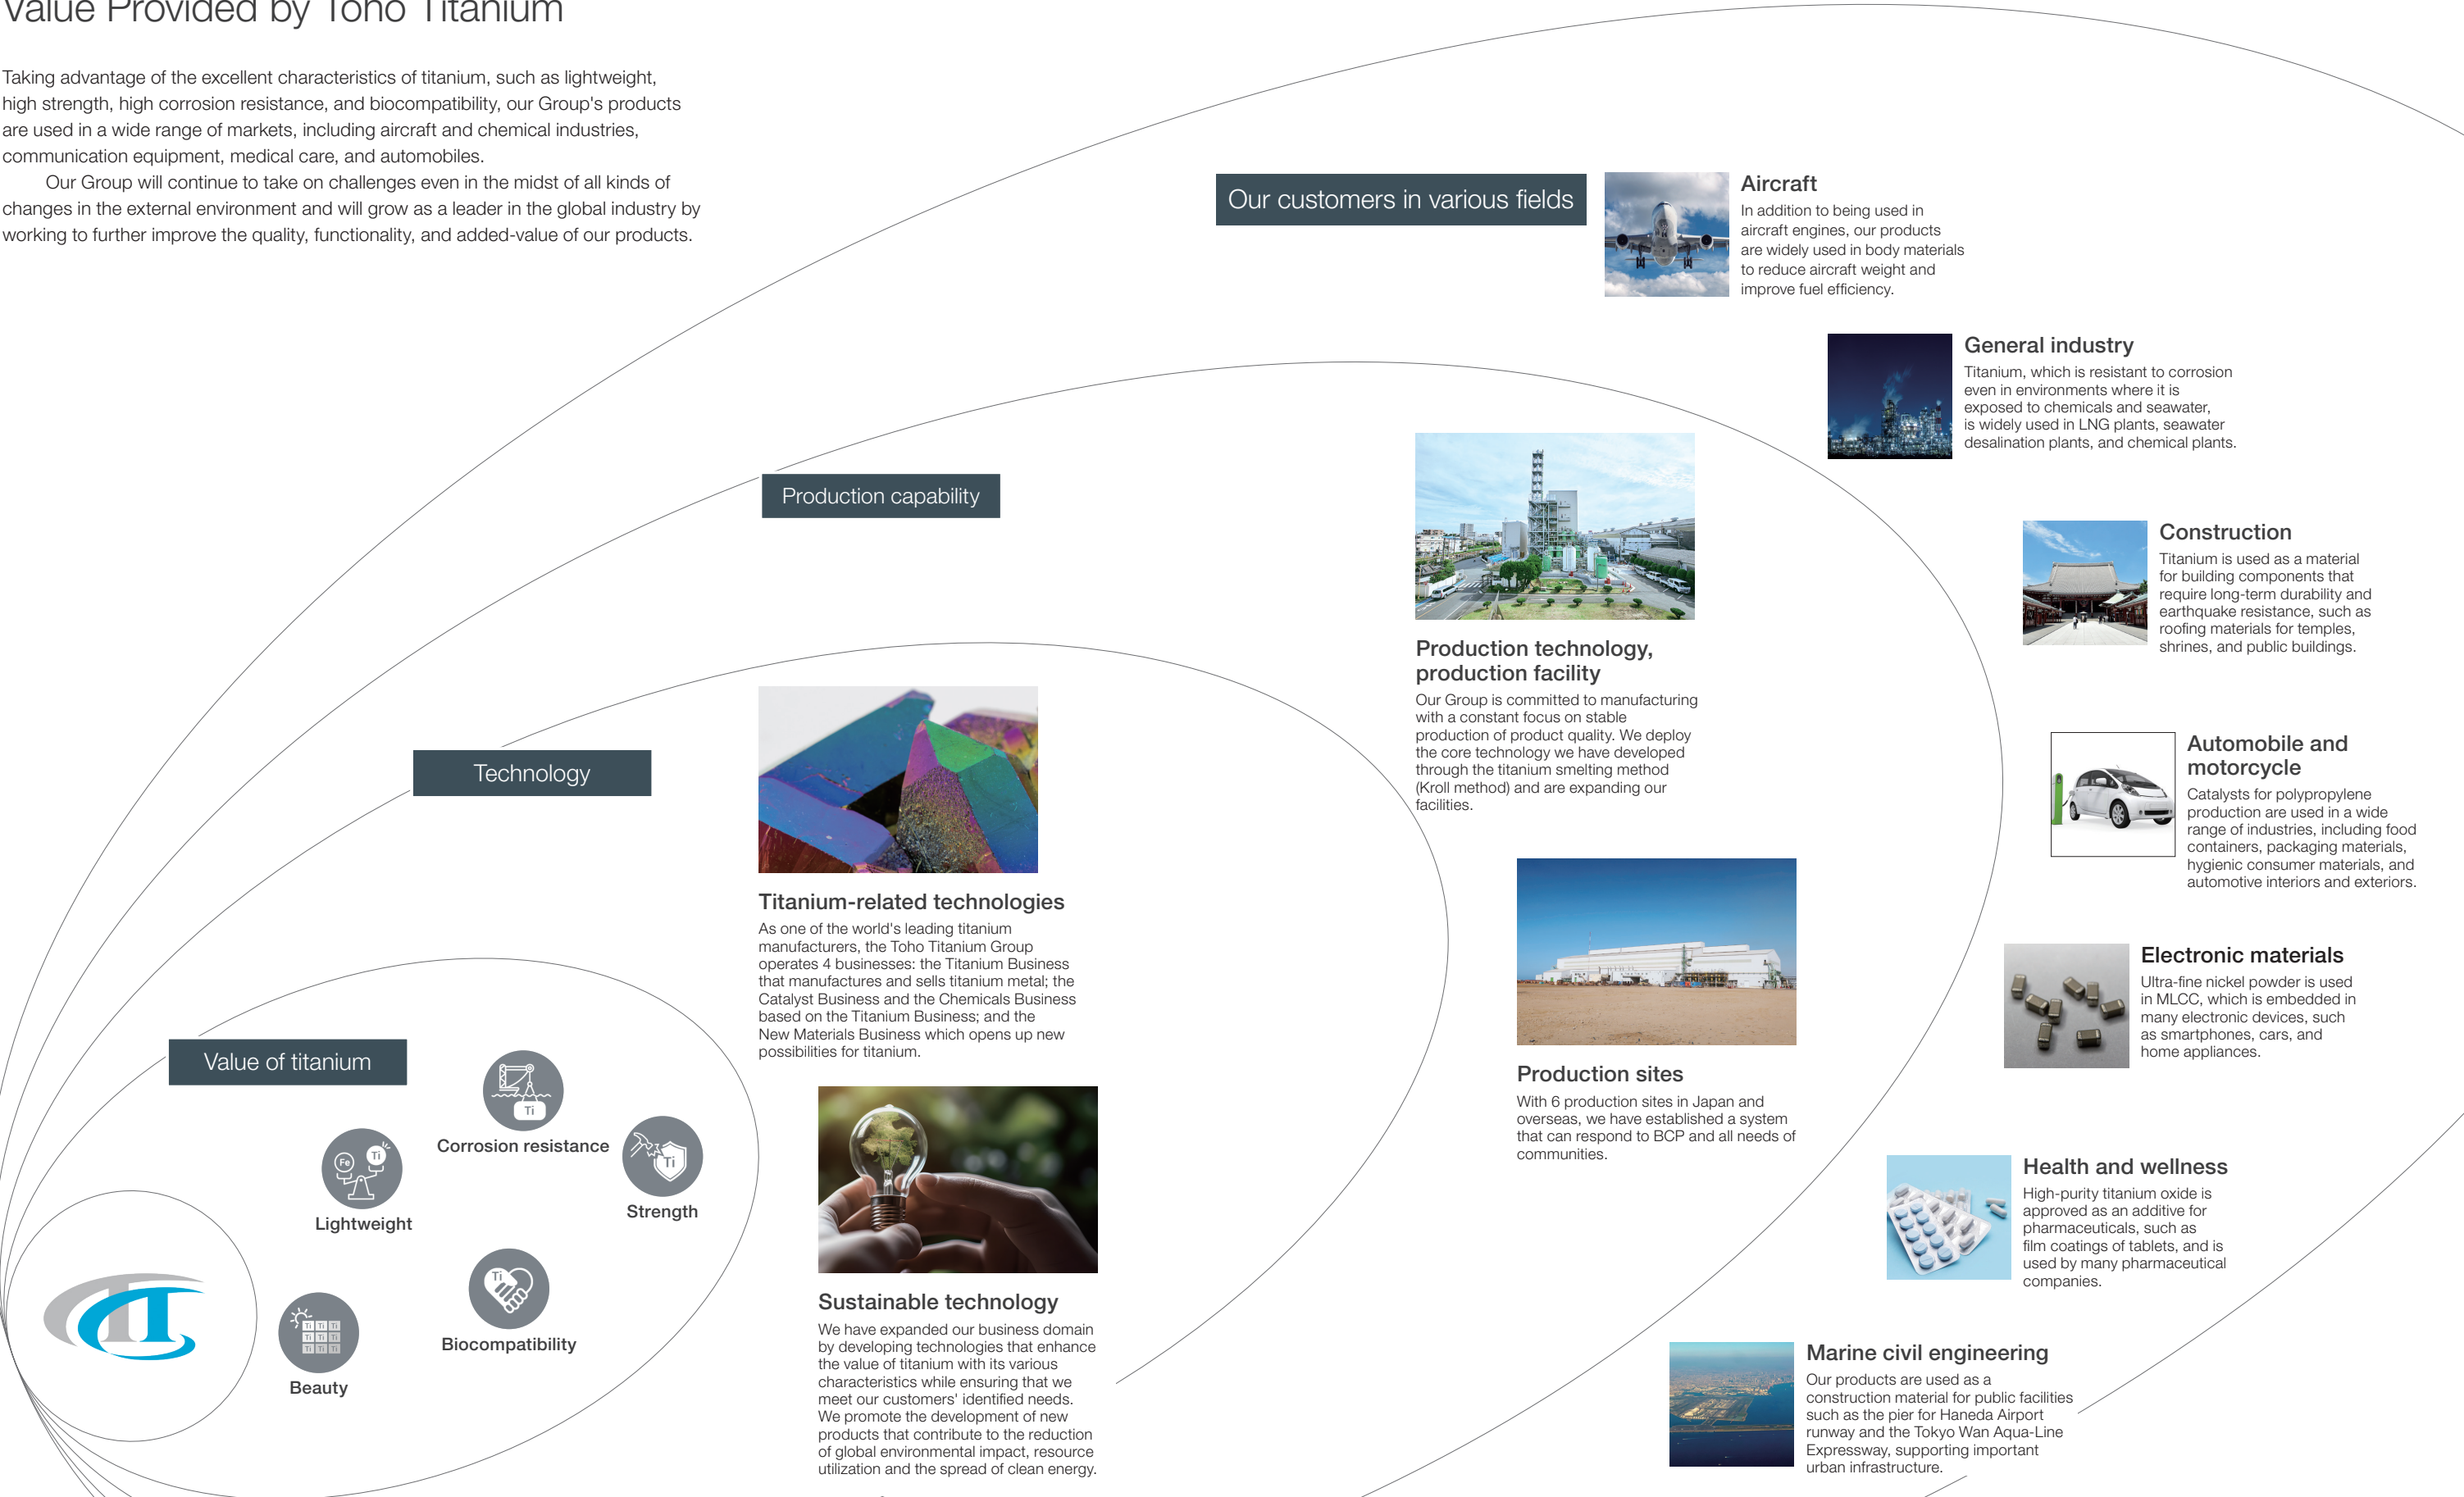 Value Provided by Toho Titanium
Taking advantage of the excellent characteristics of titanium, such as lightweight,
high strength, high corrosion resistance, and biocompatibility, our Group's products
are used in a wide range of markets, including aircraft and chemical industries,
communication equipment, medical care, and automobiles.
Our Group will continue to take on challenges even in the midst of all kinds of
changes in the external environment and will grow as a leader in the global industry by
working to further improve the quality, functionality, and added-value of our products.
Our customers in various fields
Aircraft
In addition to being used in
aircraft engines, our products
are widely used in body materials
to reduce aircraft weight and
improve fuel efficiency.
General industry
Titanium, which is resistant to corrosion
even in environments where it is
exposed to chemicals and seawater,
is widely used in LNG plants, seawater
desalination plants, and chemical plants.
Construction
Titanium is used as a material
for building components that
require long-term durability and
earthquake resistance, such as
roofing materials for temples,
shrines, and public buildings.
Automobile and
motorcycle
Catalysts for polypropylene
production are used in a wide
range of industries, including food
containers, packaging materials,
hygienic consumer materials, and
automotive interiors and exteriors.
Electronic materials
Ultra-fine nickel powder is used
in MLCC, which is embedded in
many electronic devices, such
as smartphones, cars, and
home appliances.
Health and wellness
High-purity titanium oxide is
approved as an additive for
pharmaceuticals, such as
film coatings of tablets, and is
used by many pharmaceutical
companies.
Marine civil engineering
Our products are used as a
construction material for public facilities
such as the pier for Haneda Airport
runway and the Tokyo Wan Aqua-Line
Expressway, supporting important
urban infrastructure.
Production capability
Production technology,
production facility
Our Group is committed to manufacturing
with a constant focus on stable
production of product quality. We deploy
the core technology we have developed
through the titanium smelting method
(Kroll method) and are expanding our
facilities.
Production sites
With 6 production sites in Japan and
overseas, we have established a system
that can respond to BCP and all needs of
communities.
Technology
Titanium-related technologies
As one of the world's leading titanium
manufacturers, the Toho Titanium Group
operates 4 businesses: the Titanium Business
that manufactures and sells titanium metal; the
Catalyst Business and the Chemicals Business
based on the Titanium Business; and the
New Materials Business which opens up new
possibilities for titanium.
Sustainable technology
We have expanded our business domain
by developing technologies that enhance
the value of titanium with its various
characteristics while ensuring that we
meet our customers' identified needs.
We promote the development of new
products that contribute to the reduction
of global environmental impact, resource
utilization and the spread of clean energy.
Value of titanium
Ti
Corrosion resistance
Fe Ti
Lightweight
Ti
Strength
Ti
Biocompatibility
Ti Ti Ti
Ti Ti Ti
Ti Ti Ti
Beauty